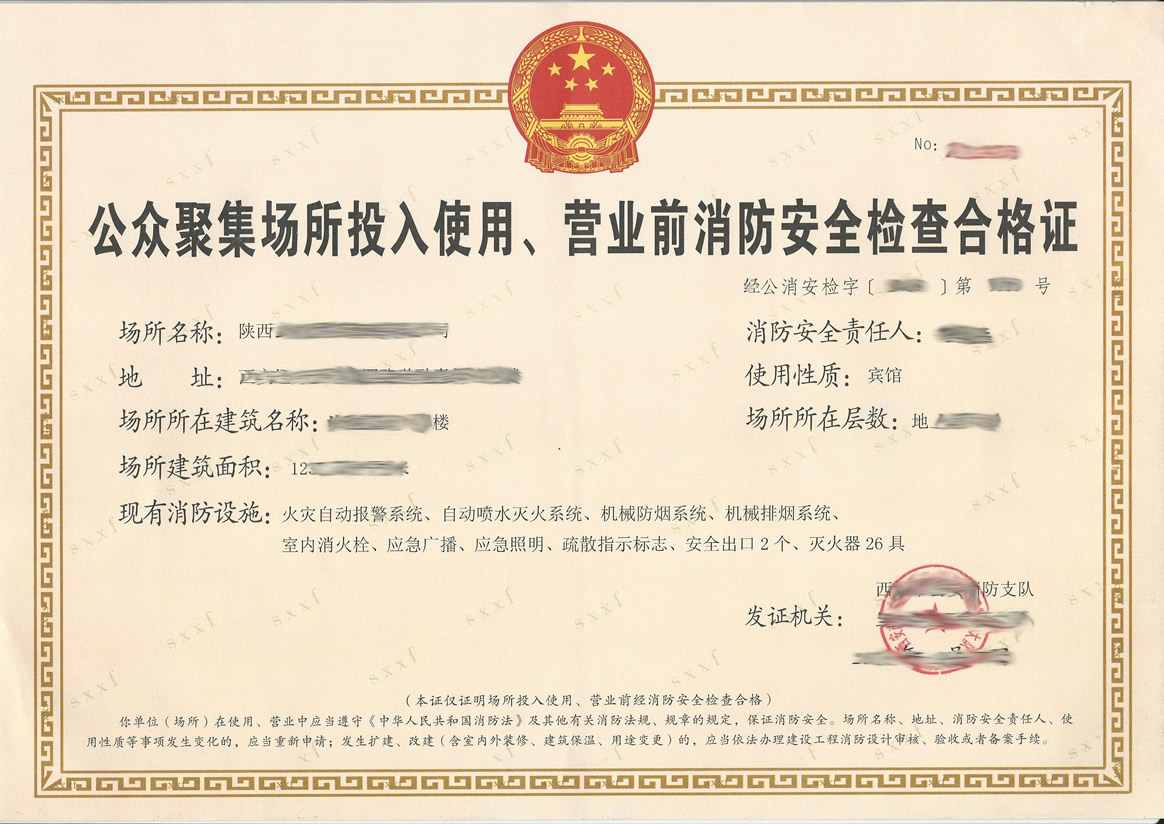 No:
公众聚集场所投入使用、营业前消防安全检查合格证
经公消安检字〔 〕第 号
场所名称：陕西
消防安全责任人：
地 址：
使用性质：宾馆
场所所在建筑名称： 楼
场所所在层数：地
场所建筑面积：12
现有消防设施：火灾自动报警系统、自动喷水灭火系统、机械防烟系统、机械排烟系统、
室内消火栓、应急广播、应急照明、疏散指示标志、安全出口2个、灭火器26具
西 消防支队
发证机关：
（本证仅证明场所投入使用、营业前经消防安全检查合格）
你单位（场所）在使用、营业中应当遵守《中华人民共和国消防法》及其他有关消防法规、规章的规定，保证消防安全。场所名称、地址、消防安全责任人、使
用性质等事项发生变化的，应当重新申请；发生扩建、改建（含室内外装修、建筑保温、用途变更）的，应当依法办理建设工程消防设计审核、验收或者备案手续。
sxxf